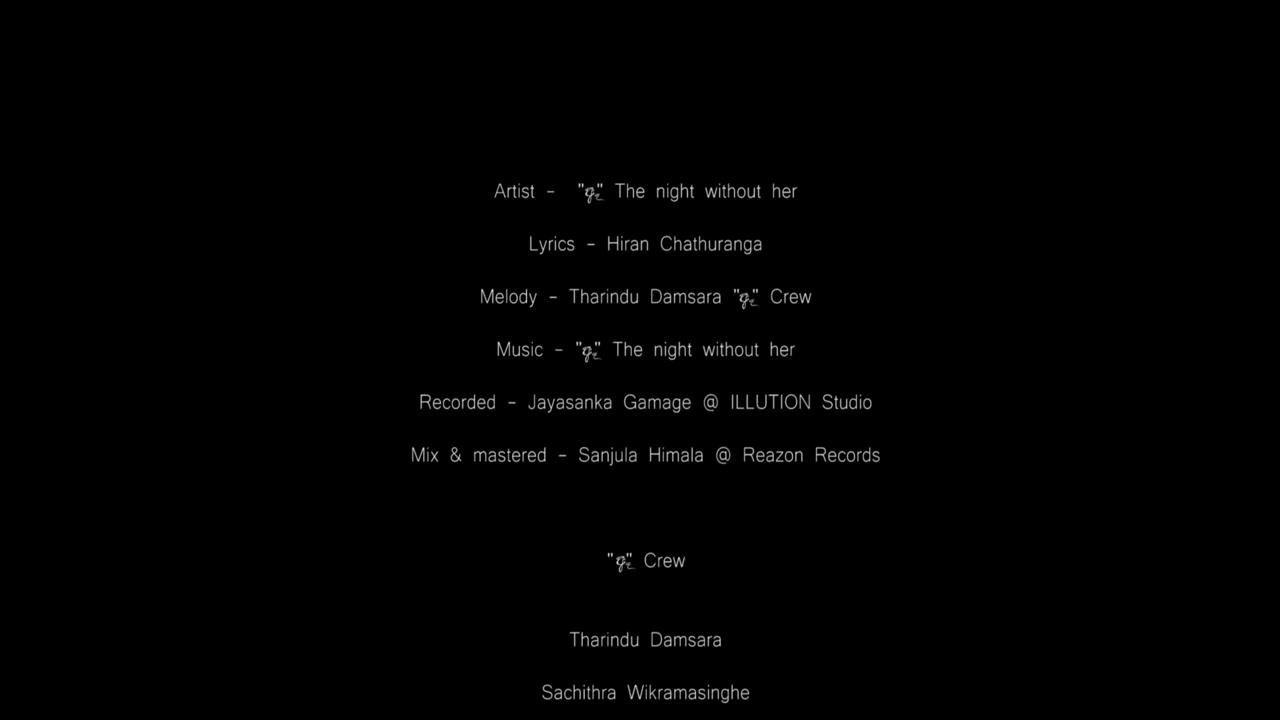 Artist - " " The night without her
Lyrics - Hiran Chathuranga
Melody - Tharindu Damsara " " Crew
Music - " " The night without her
Recorded - Jayasanka Gamage @ ILLUTION Studio
Mix & mastered - Sanjula Himala @ Reazon Records
" " Crew
Tharindu Damsara
Sachithra Wikramasinghe